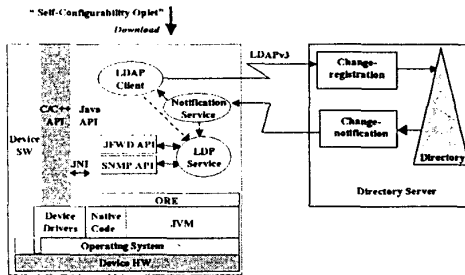 “ Self-Configurability Oplet”
Download
LDAPv3
LDAP
Client
Change-
registration
C/C++
API
Java
API
Notification
Service
Change-
notification
Device
SW
JFWD API
LDP
Service
JNI
SNMP API
Directory
ORE
Directory Server
Device
Drivers
Native
Code
JVM
Operating System
Device HW